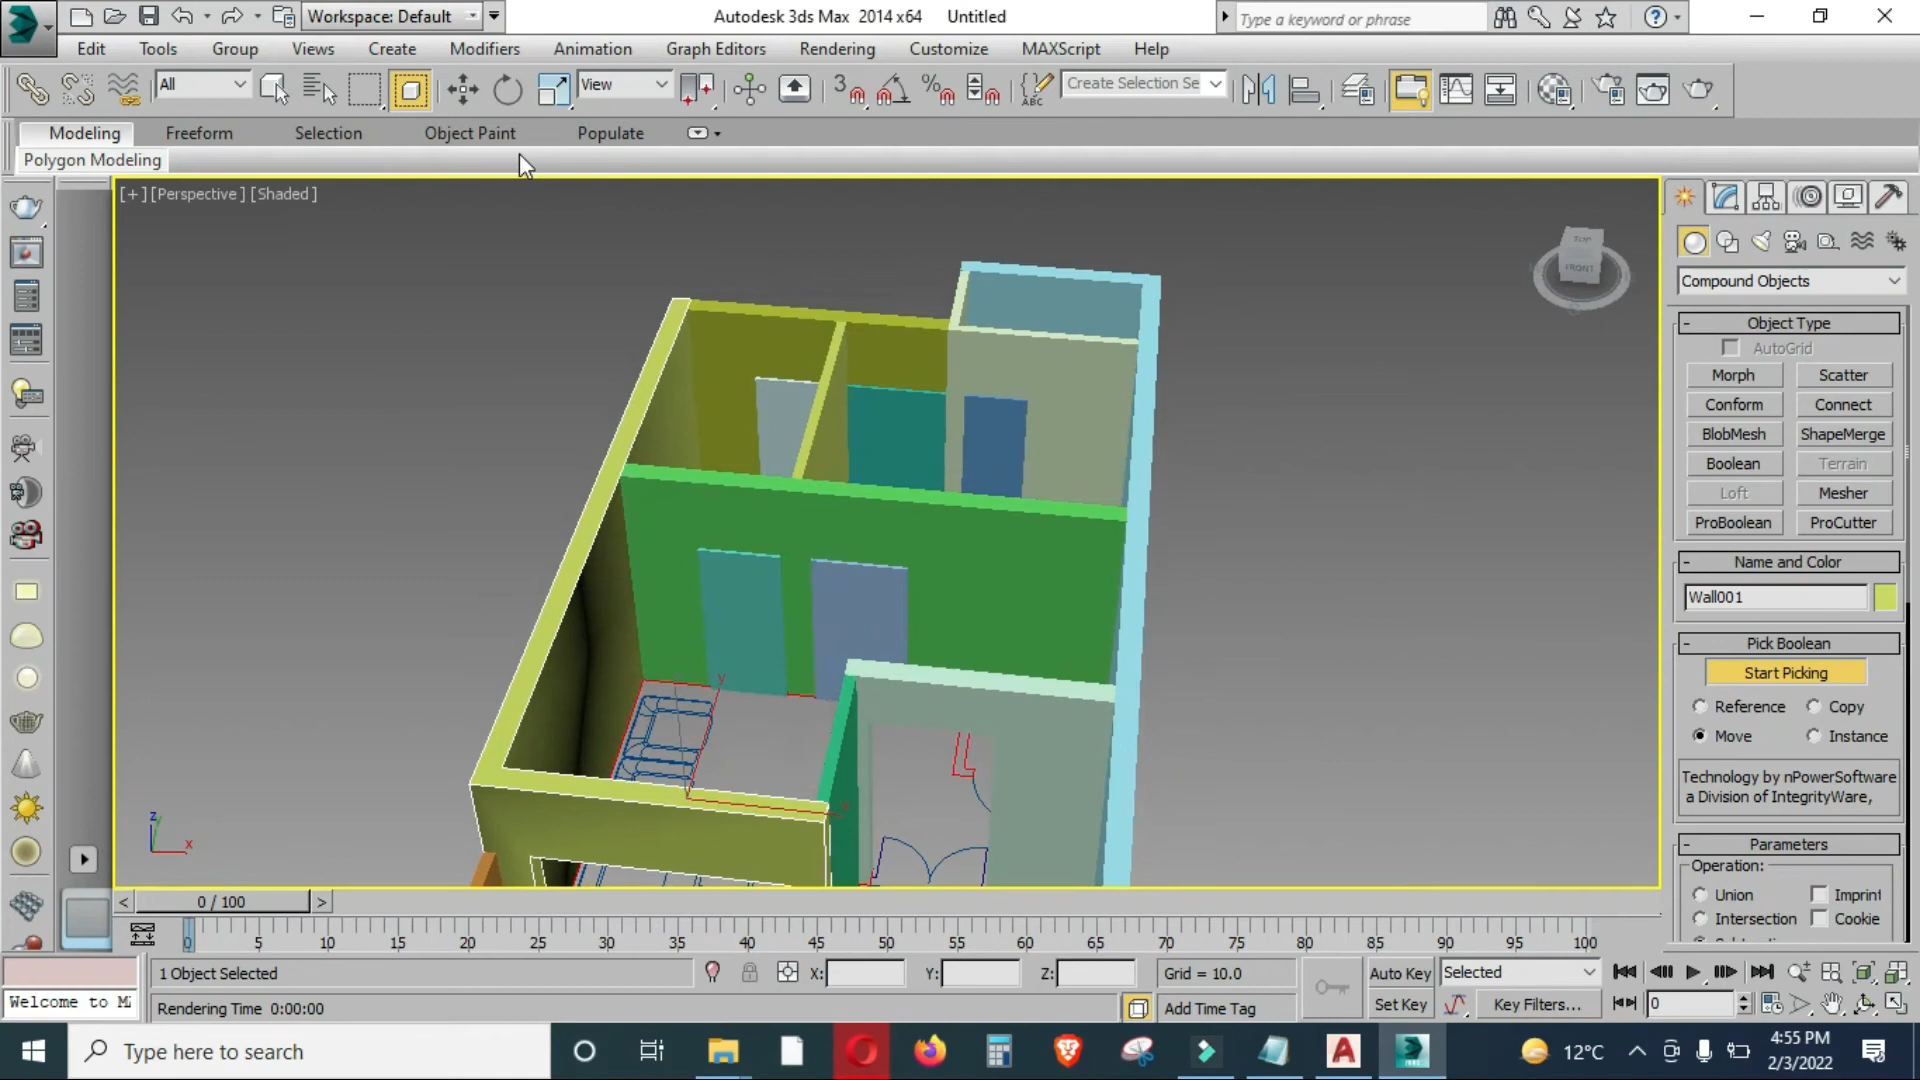 Workspace: Default
Autodesk 3ds Max 2014 x64 Untitled
Type a keyword or phrase
Edit Tools Group Views Create Modifiers Animation Graph Editors Rendering Customize MAXScript Help
All
View
3
%
ABC
Create Selection Se
Modeling Freeform Selection Object Paint Populate
Polygon Modeling
[+] [Perspective] [Shaded]
TOP
FRONT
Compound Objects
- Object Type
AutoGrid
Morph Scatter
Conform Connect
BlobMesh ShapeMerge
Boolean Terrain
Loft Mesher
ProBoolean ProCutter
- Name and Color
Wall001
- Pick Boolean
Start Picking
Reference Copy
Move Instance
Technology by nPowerSoftware
a Division of IntegrityWare,
- Parameters
Operation:
Union Imprint
Intersection Cookie
y
x
z
y
x
< 0 / 100 >
0 5 10 15 20 25 30 35 40 45 50 55 60 65 70 75 80 85 90 95 100
1 Object Selected X: Y: Z: Grid = 10.0 Auto Key Selected
Welcome to M
Rendering Time 0:00:00 Add Time Tag Set Key Key Filters... 0
Type here to search
12°C
4:55 PM
2/3/2022